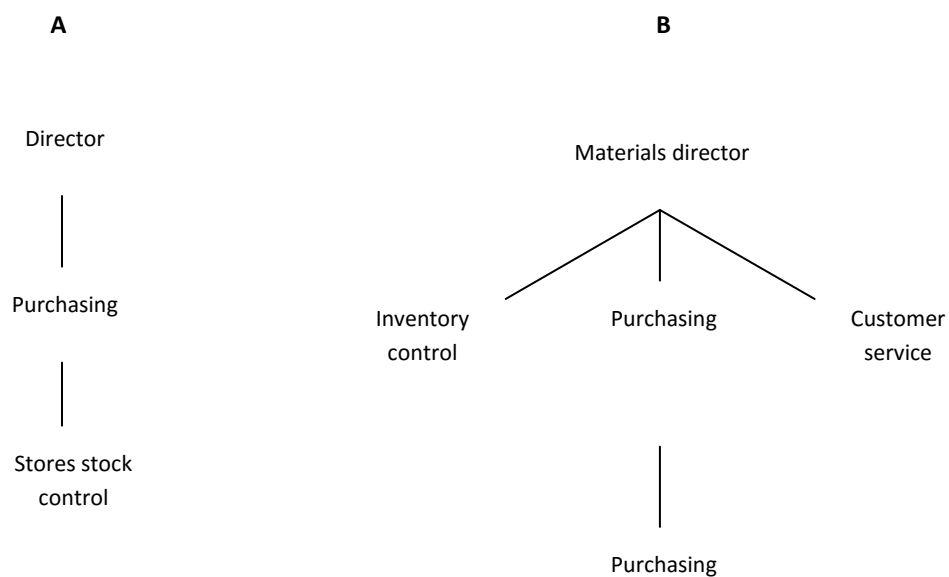 A
B
Director
Materials director
Purchasing
Inventory
control
Purchasing
Customer
service
Stores stock
control
Purchasing